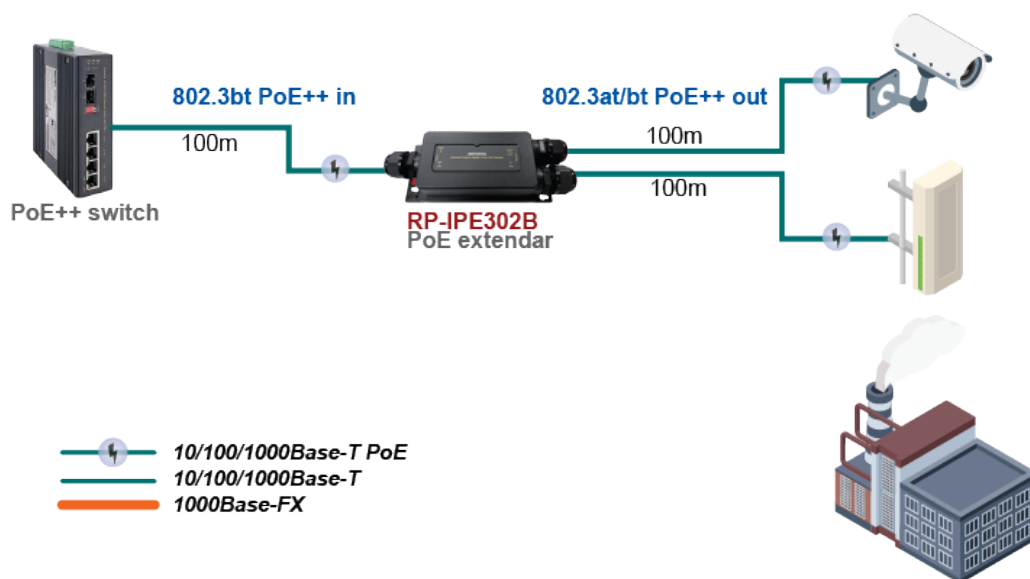 802.3bt PoE++ in
802.3at/bt PoE++ out
100m
100m
100m
PoE++ switch
RP-IPE302B
PoE extendar
10/100/1000Base-T PoE
10/100/1000Base-T
1000Base-FX